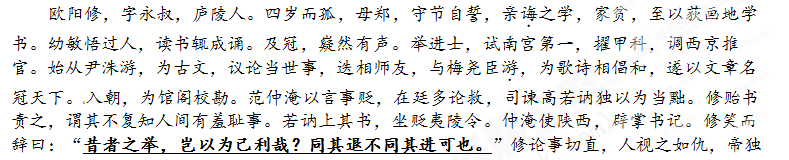 欧阳修，字永叔，庐陵人。四岁而孤，母郑，守节自誓，亲诲之学，家贫，至以荻画地学
书。幼敏悟过人，读书辄成诵。及冠，嶷然有声。举进士，试南宫第一，擢甲科，调西京推
官。始从尹洙游，为古文，议论当世事，迭相师友，与梅尧臣游，为歌诗相倡和，遂以文章名
冠天下。入朝，为馆阁校勘。范仲淹以言事贬，在廷多论救，司谏高若讷独以为当黜。修贻书
责之，谓其不复知人间有羞耻事。若讷上其书，坐贬夷陵令。仲淹使陕西，辟掌书记。修笑而
辞曰：“昔者之举，岂以为己利哉？同其退不同其进可也。”修论事切直，人视之如仇，帝独